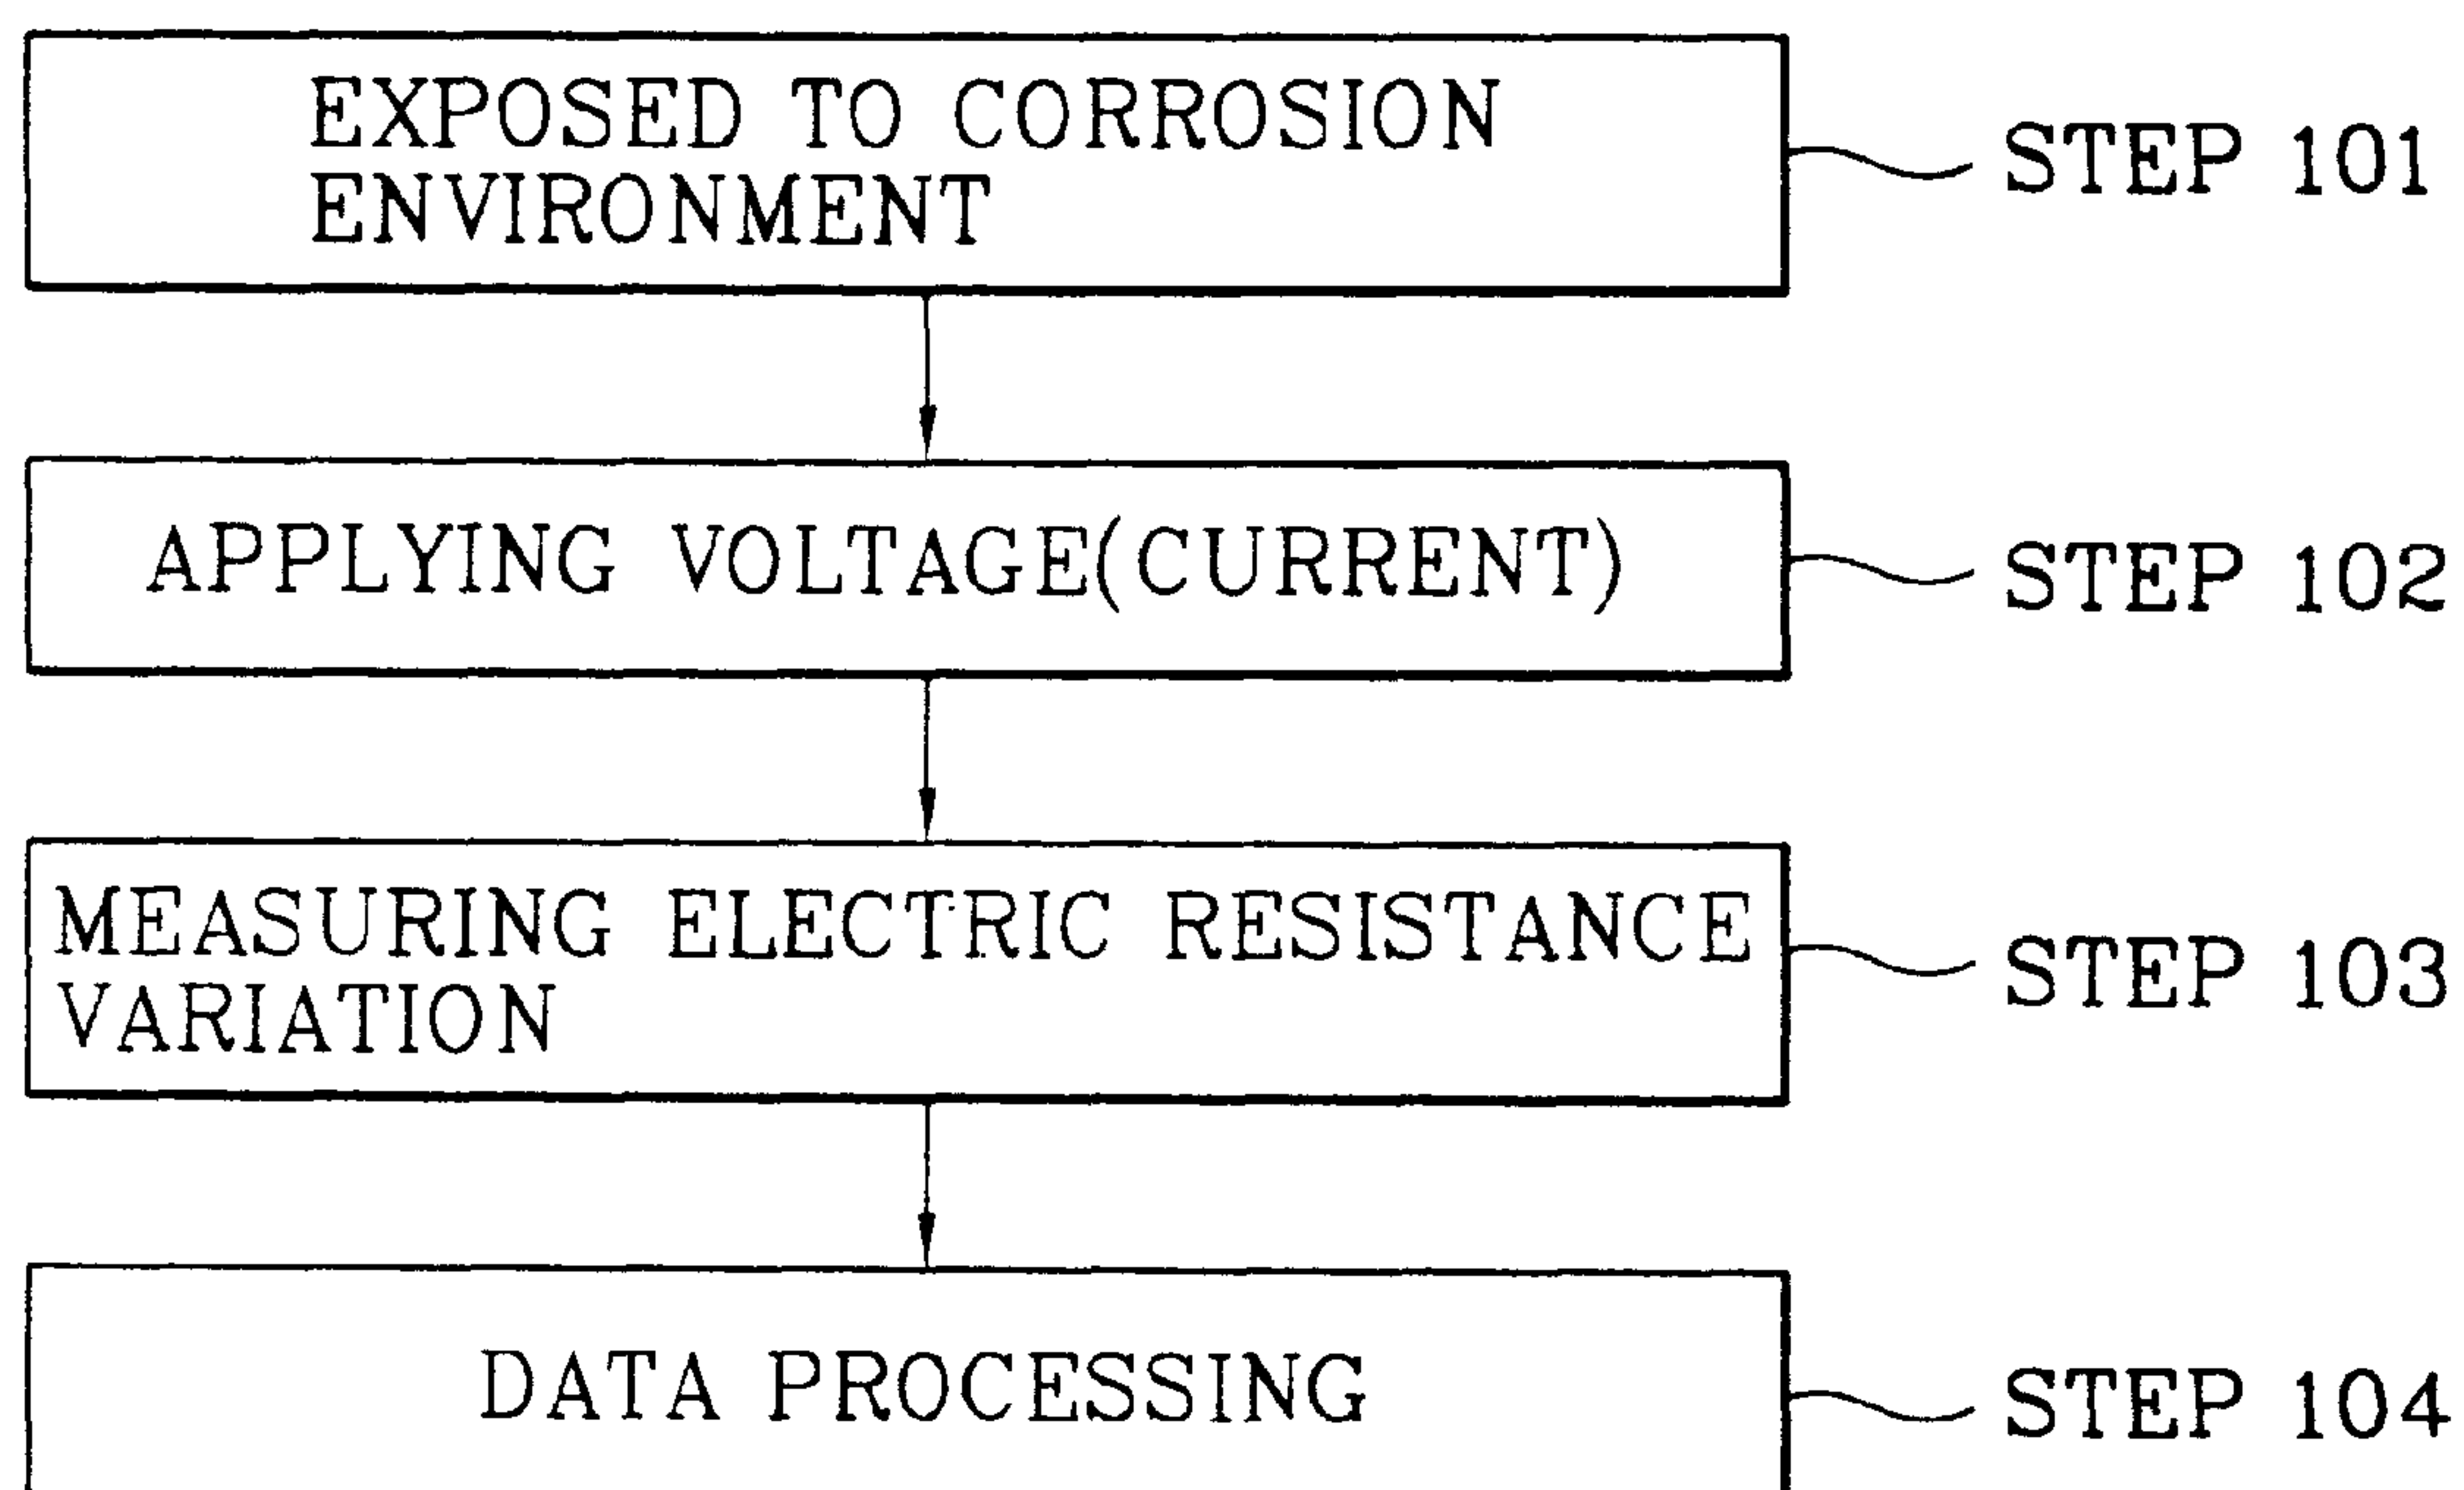 EXPOSED TO CORROSION
ENVIRONMENT
STEP 101
APPLYING VOLTAGE(CURRENT)
STEP 102
MEASURING ELECTRIC RESISTANCE
VARIATION
STEP 103
DATA PROCESSING
STEP 104